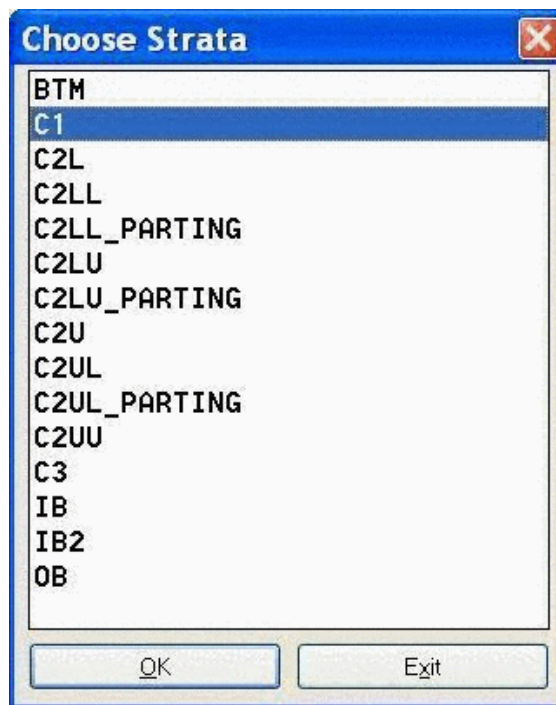 Choose Strata
BTM
C1
C2L
C2LL
C2LL_PARTING
C2LU
C2LU_PARTING
C2U
C2UL
C2UL_PARTING
C2UU
C3
IB
IB2
OB
OK
Exit